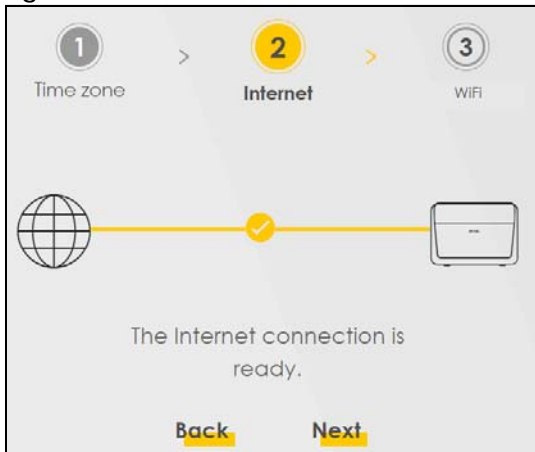 1 > 2 > 3
Time zone Internet WiFi
The Internet connection is
ready.
Back Next